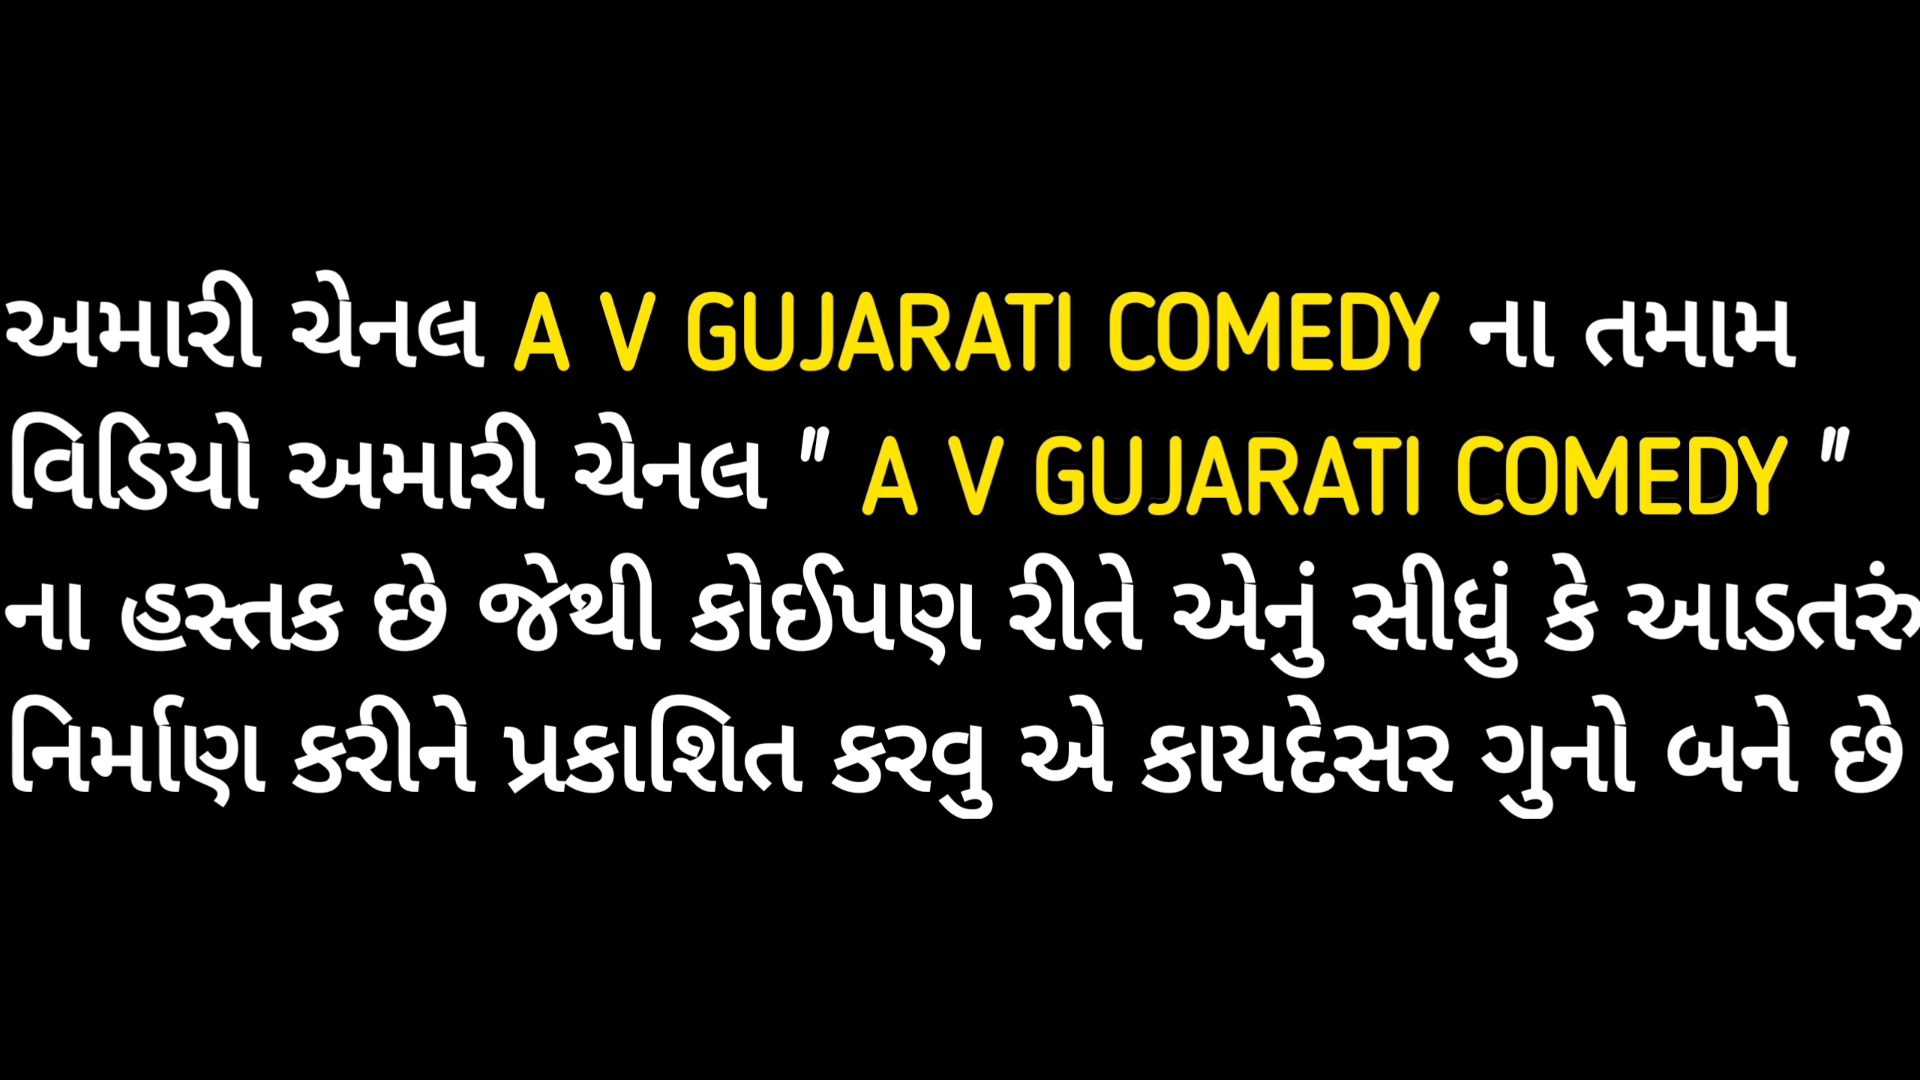 અમારી ચેનલ A V GUJARATI COMEDY ના તમામ
વિડિયો અમારી ચેનલ " A V GUJARATI COMEDY "
ના હસ્તક છે જેથી કોઈપણ રીતે એનું સીધું કે આડતરું
નિર્માણ કરીને પ્રકાશિત કરવુ એ કાયદેસર ગુનો બને છે